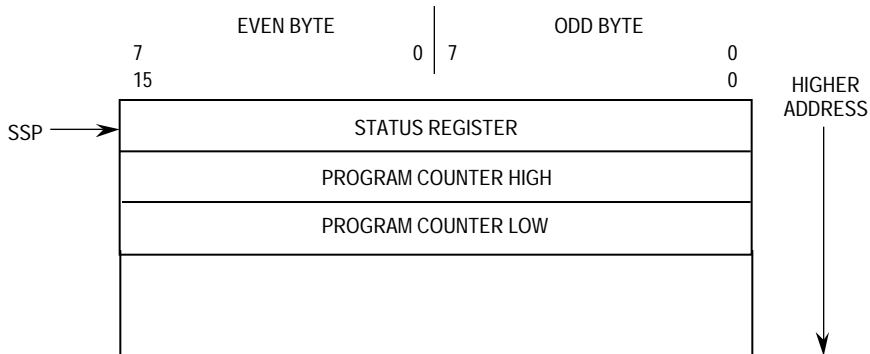 EVEN BYTE ODD BYTE
7 0 7 0
15 0
HIGHER
ADDRESS
SSP STATUS REGISTER
PROGRAM COUNTER HIGH
PROGRAM COUNTER LOW